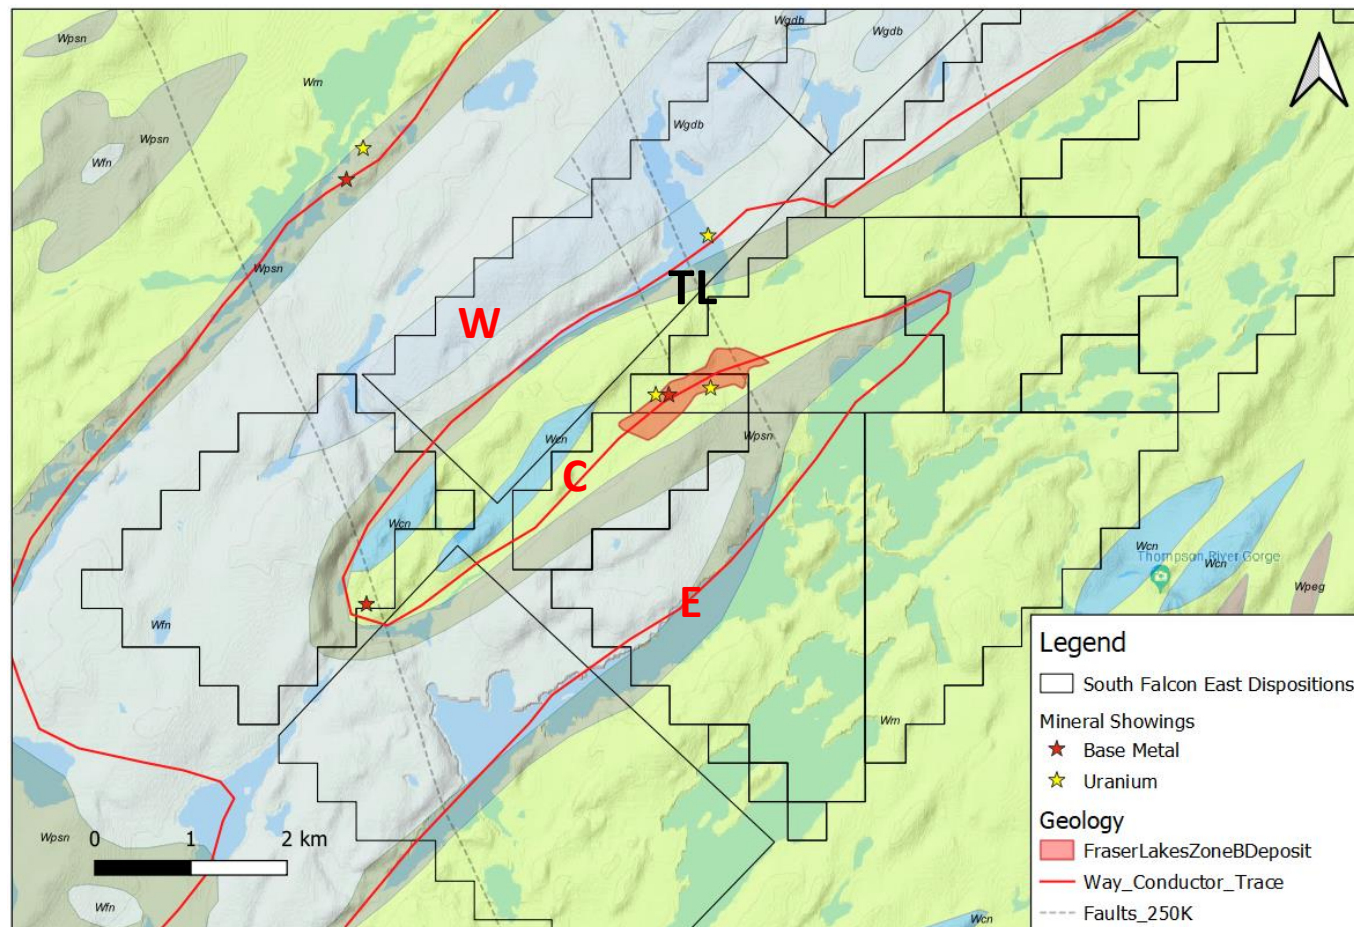 Wpsn
Wgdb
Wgdb
Wm
Wgdb
Wpsn
Wfn
Wpsn
TL
W
Wcn
Wpsn
C
Wcn
Wcn
Thompson River Gorge
Wcn
Wpeg
E
Wfn
Wm
Wpsn
0 1 2 km
Wfn
Wcn
Legend
South Falcon East Dispositions
Mineral Showings
Base Metal
Uranium
Geology
FraserLakesZoneBDeposit
Way_Conductor_Trace
Faults_250K